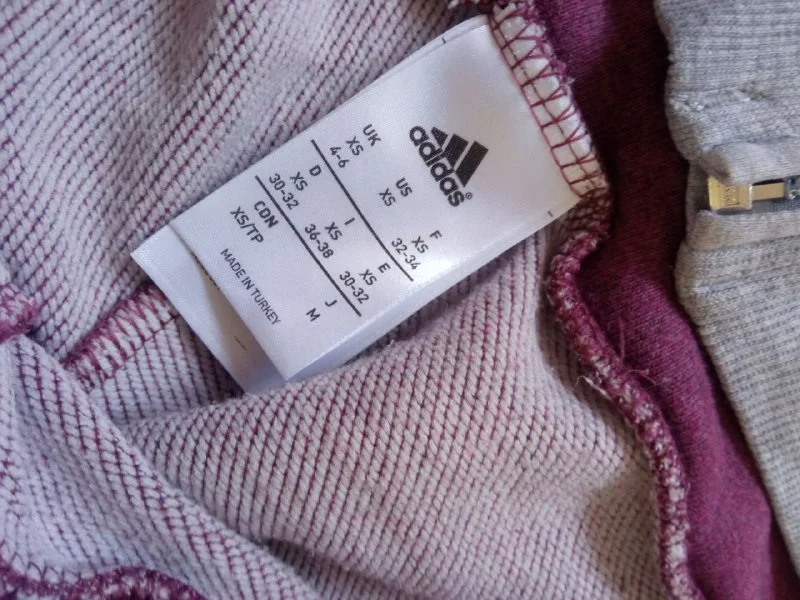 adidas®
UK US F
XS XS XS
4-6 32-34
D I E
XS XS XS
30-32 36-38 30-32
CDN J
XS/TP M
MADE IN TURKEY